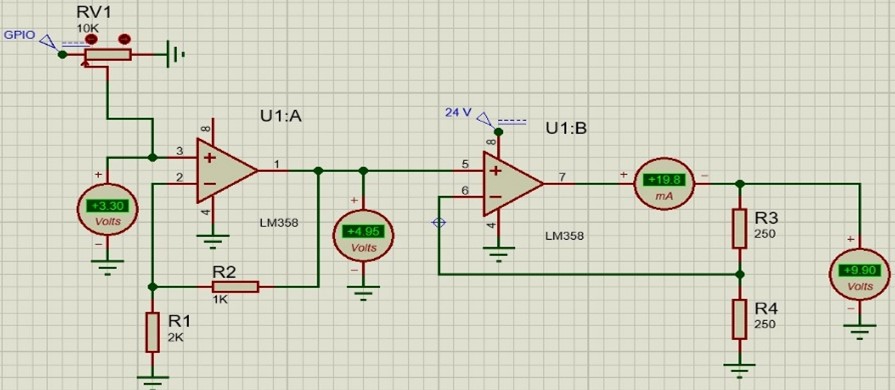 RV1
10K
GPIO
U1:A
8
3
2
1
4
LM358
+
-
+3.30
Volts
+
-
+4.95
Volts
+
-
R2
1K
R1
2K
24 V
U1:B
8
5
6
7
4
LM358
+
-
+19.8
mA
+
-
R3
250
R4
250
+9.90
Volts
+
-